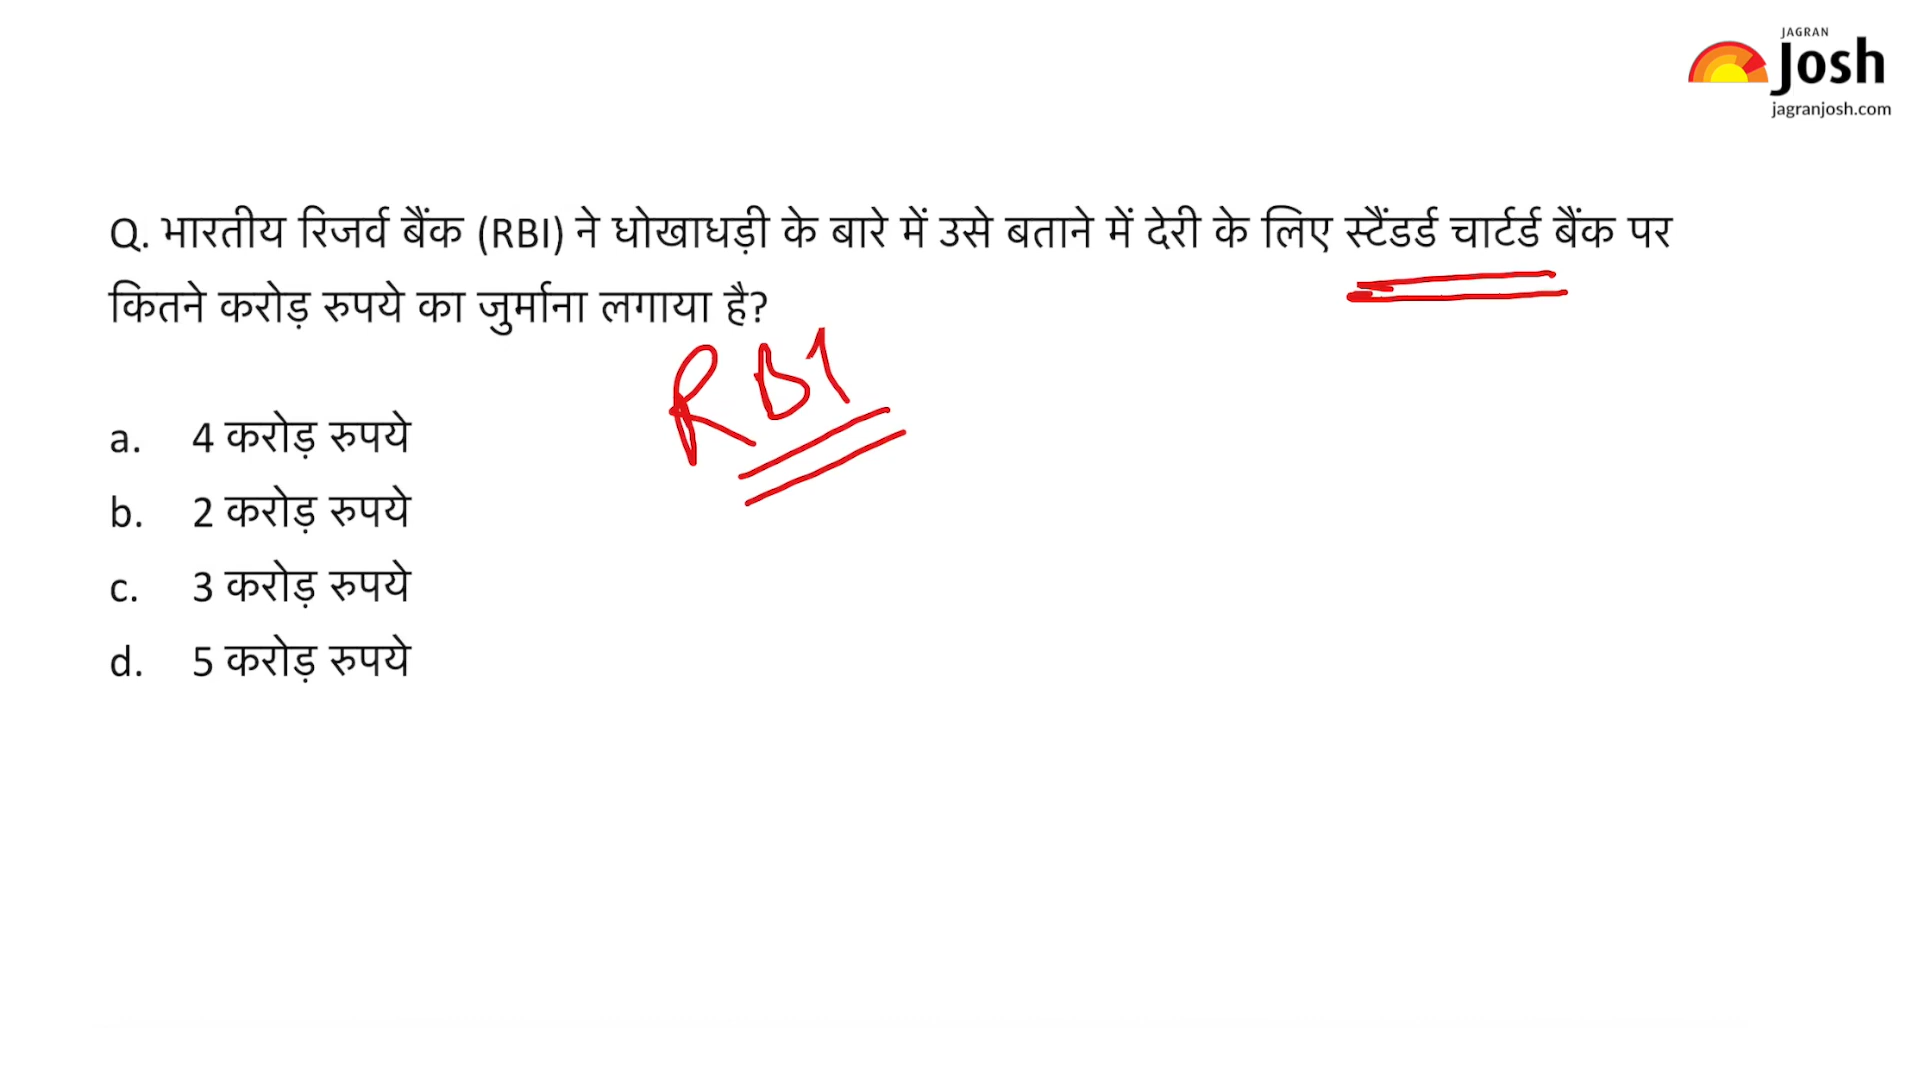 JAGRAN
Josh
jagranjosh.com
Q. भारतीय रिजर्व बैंक (RBI) ने धोखाधड़ी के बारे में उसे बताने में देरी के लिए स्टैंडर्ड चार्टर्ड बैंक पर
कितने करोड़ रुपये का जुर्माना लगाया है?
RBI
a. 4 करोड़ रुपये
b. 2 करोड़ रुपये
c. 3 करोड़ रुपये
d. 5 करोड़ रुपये